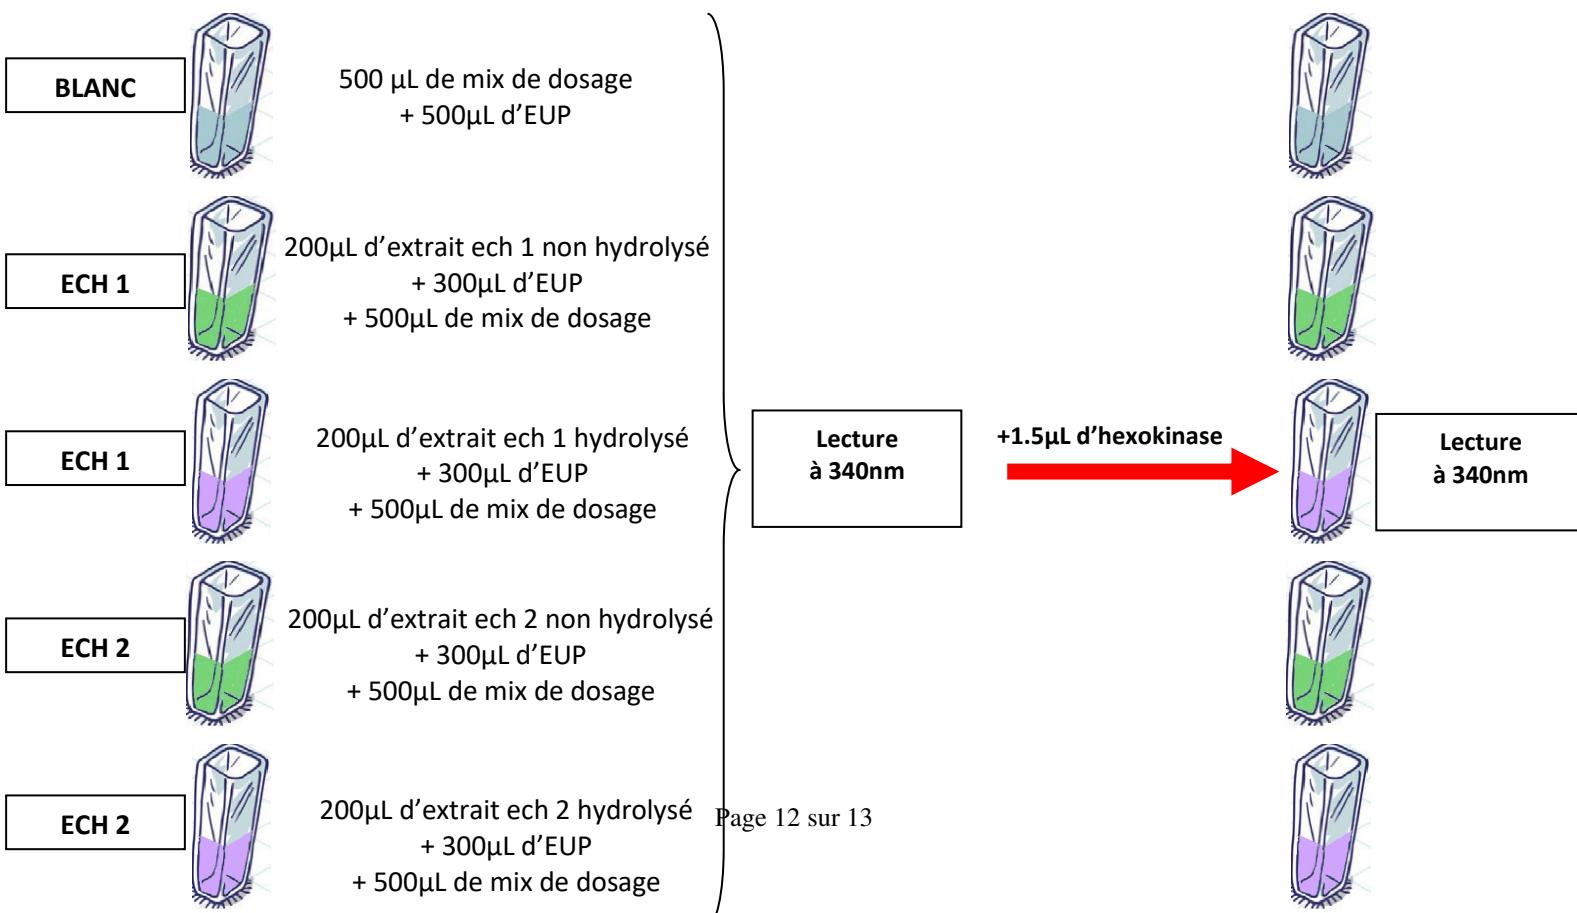 BLANC
500 µL de mix de dosage
+ 500µL d’EUP
ECH 1
200µL d’extrait ech 1 non hydrolysé
+ 300µL d’EUP
+ 500µL de mix de dosage
ECH 1
200µL d’extrait ech 1 hydrolysé
+ 300µL d’EUP
+ 500µL de mix de dosage
Lecture
à 340nm
+1.5µL d’hexokinase
Lecture
à 340nm
ECH 2
200µL d’extrait ech 2 non hydrolysé
+ 300µL d’EUP
+ 500µL de mix de dosage
ECH 2
200µL d’extrait ech 2 hydrolysé
+ 300µL d’EUP
+ 500µL de mix de dosage
Page 12 sur 13